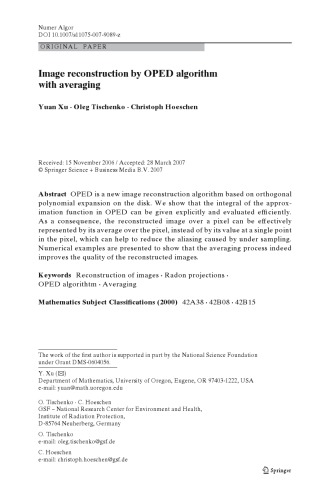 Numer Algor
DOI 10.1007/s11075-007-9089-z
ORIGINAL PAPER
Image reconstruction by OPED algorithm
with averaging
Yuan Xu · Oleg Tischenko · Christoph Hoeschen
Received: 15 November 2006 / Accepted: 28 March 2007
© Springer Science + Business Media B.V. 2007
Abstract OPED is a new image reconstruction algorithm based on orthogonal
polynomial expansion on the disk. We show that the integral of the approx-
imation function in OPED can be given explicitly and evaluated efficiently.
As a consequence, the reconstructed image over a pixel can be effectively
represented by its average over the pixel, instead of by its value at a single point
in the pixel, which can help to reduce the aliasing caused by under sampling.
Numerical examples are presented to show that the averaging process indeed
improves the quality of the reconstructed images.
Keywords Reconstruction of images · Radon projections ·
OPED algorithm · Averaging
Mathematics Subject Classifications (2000) 42A38 · 42B08 · 42B15
The work of the first author is supported in part by the National Science Foundation
under Grant DMS-0604056.
Y. Xu (✉)
Department of Mathematics, University of Oregon, Eugene, OR 97403-1222, USA
e-mail: yuan@math.uoregon.edu
O. Tischenko · C. Hoeschen
GSF – National Research Center for Environment and Health,
Institute of Radiation Protection,
D-85764 Neuherberg, Germany
O. Tischenko
e-mail: oleg.tischenko@gsf.de
C. Hoeschen
e-mail: christoph.hoeschen@gsf.de
Springer